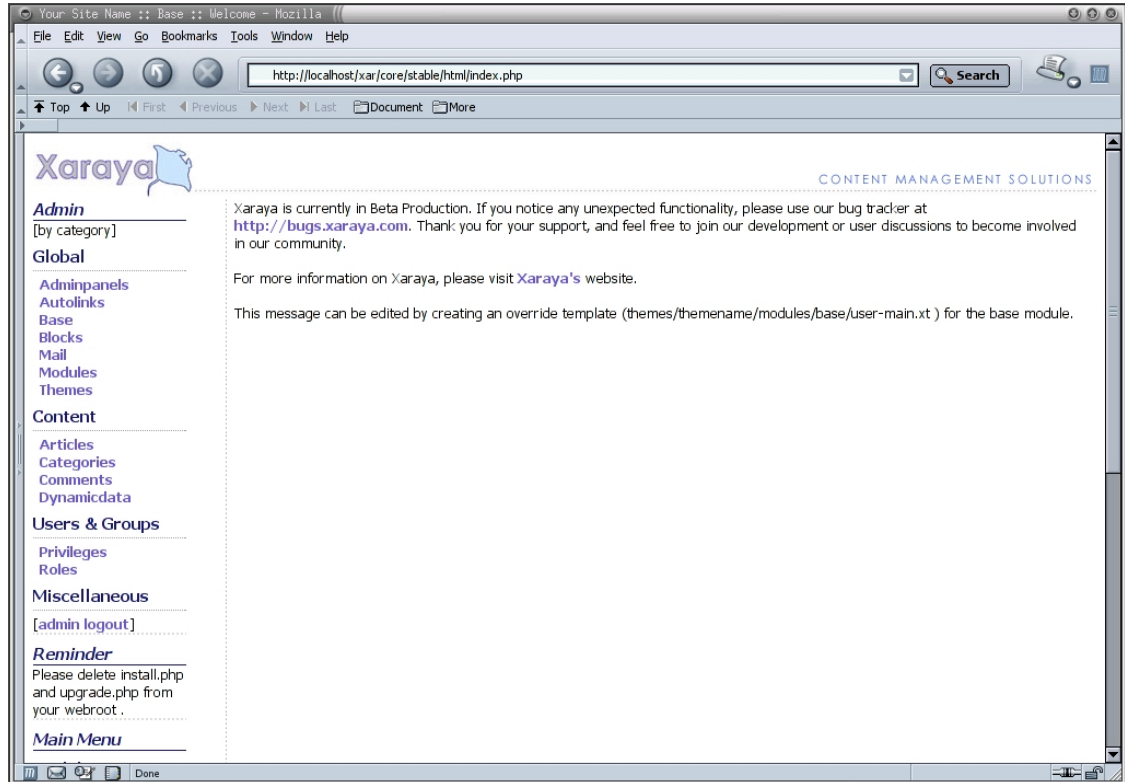 Your Site Name :: Base :: Welcome - Mozilla
File Edit View Go Bookmarks Tools Window Help
http://localhost/xar/core/stable/html/index.php
Search
Top Up First Previous Next Last Document More
Xaraya
CONTENT MANAGEMENT SOLUTIONS
Admin
[by category]
Global
Adminpanels
Autolinks
Base
Blocks
Mail
Modules
Themes
Content
Articles
Categories
Comments
Dynamicdata
Users & Groups
Privileges
Roles
Miscellaneous
[admin logout]
Reminder
Please delete install.php
and upgrade.php from
your webroot .
Main Menu
Xaraya is currently in Beta Production. If you notice any unexpected functionality, please use our bug tracker at
http://bugs.xaraya.com. Thank you for your support, and feel free to join our development or user discussions to become involved
in our community.
For more information on Xaraya, please visit Xaraya's website.
This message can be edited by creating an override template (themes/themename/modules/base/user-main.xt ) for the base module.
Done